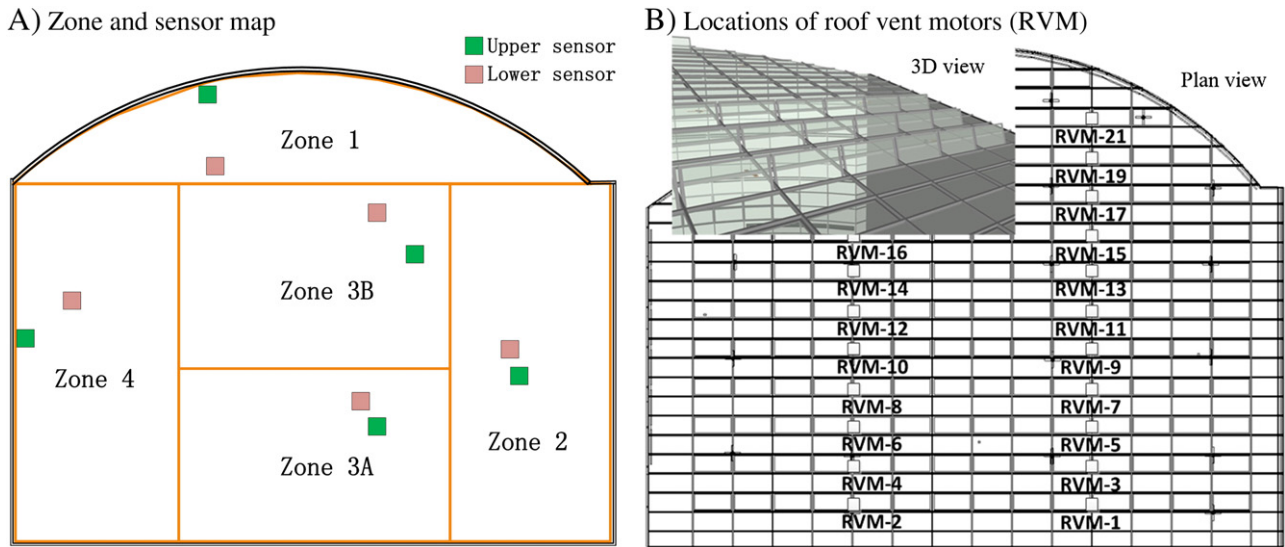 A) Zone and sensor map
Upper sensor
Lower sensor
Zone 1
Zone 3B
Zone 4
Zone 2
Zone 3A
B) Locations of roof vent motors (RVM)
3D view
Plan view
RVM-21
RVM-19
RVM-17
RVM-16 RVM-15
RVM-14 RVM-13
RVM-12 RVM-11
RVM-10 RVM-9
RVM-8 RVM-7
RVM-6 RVM-5
RVM-4 RVM-3
RVM-2 RVM-1